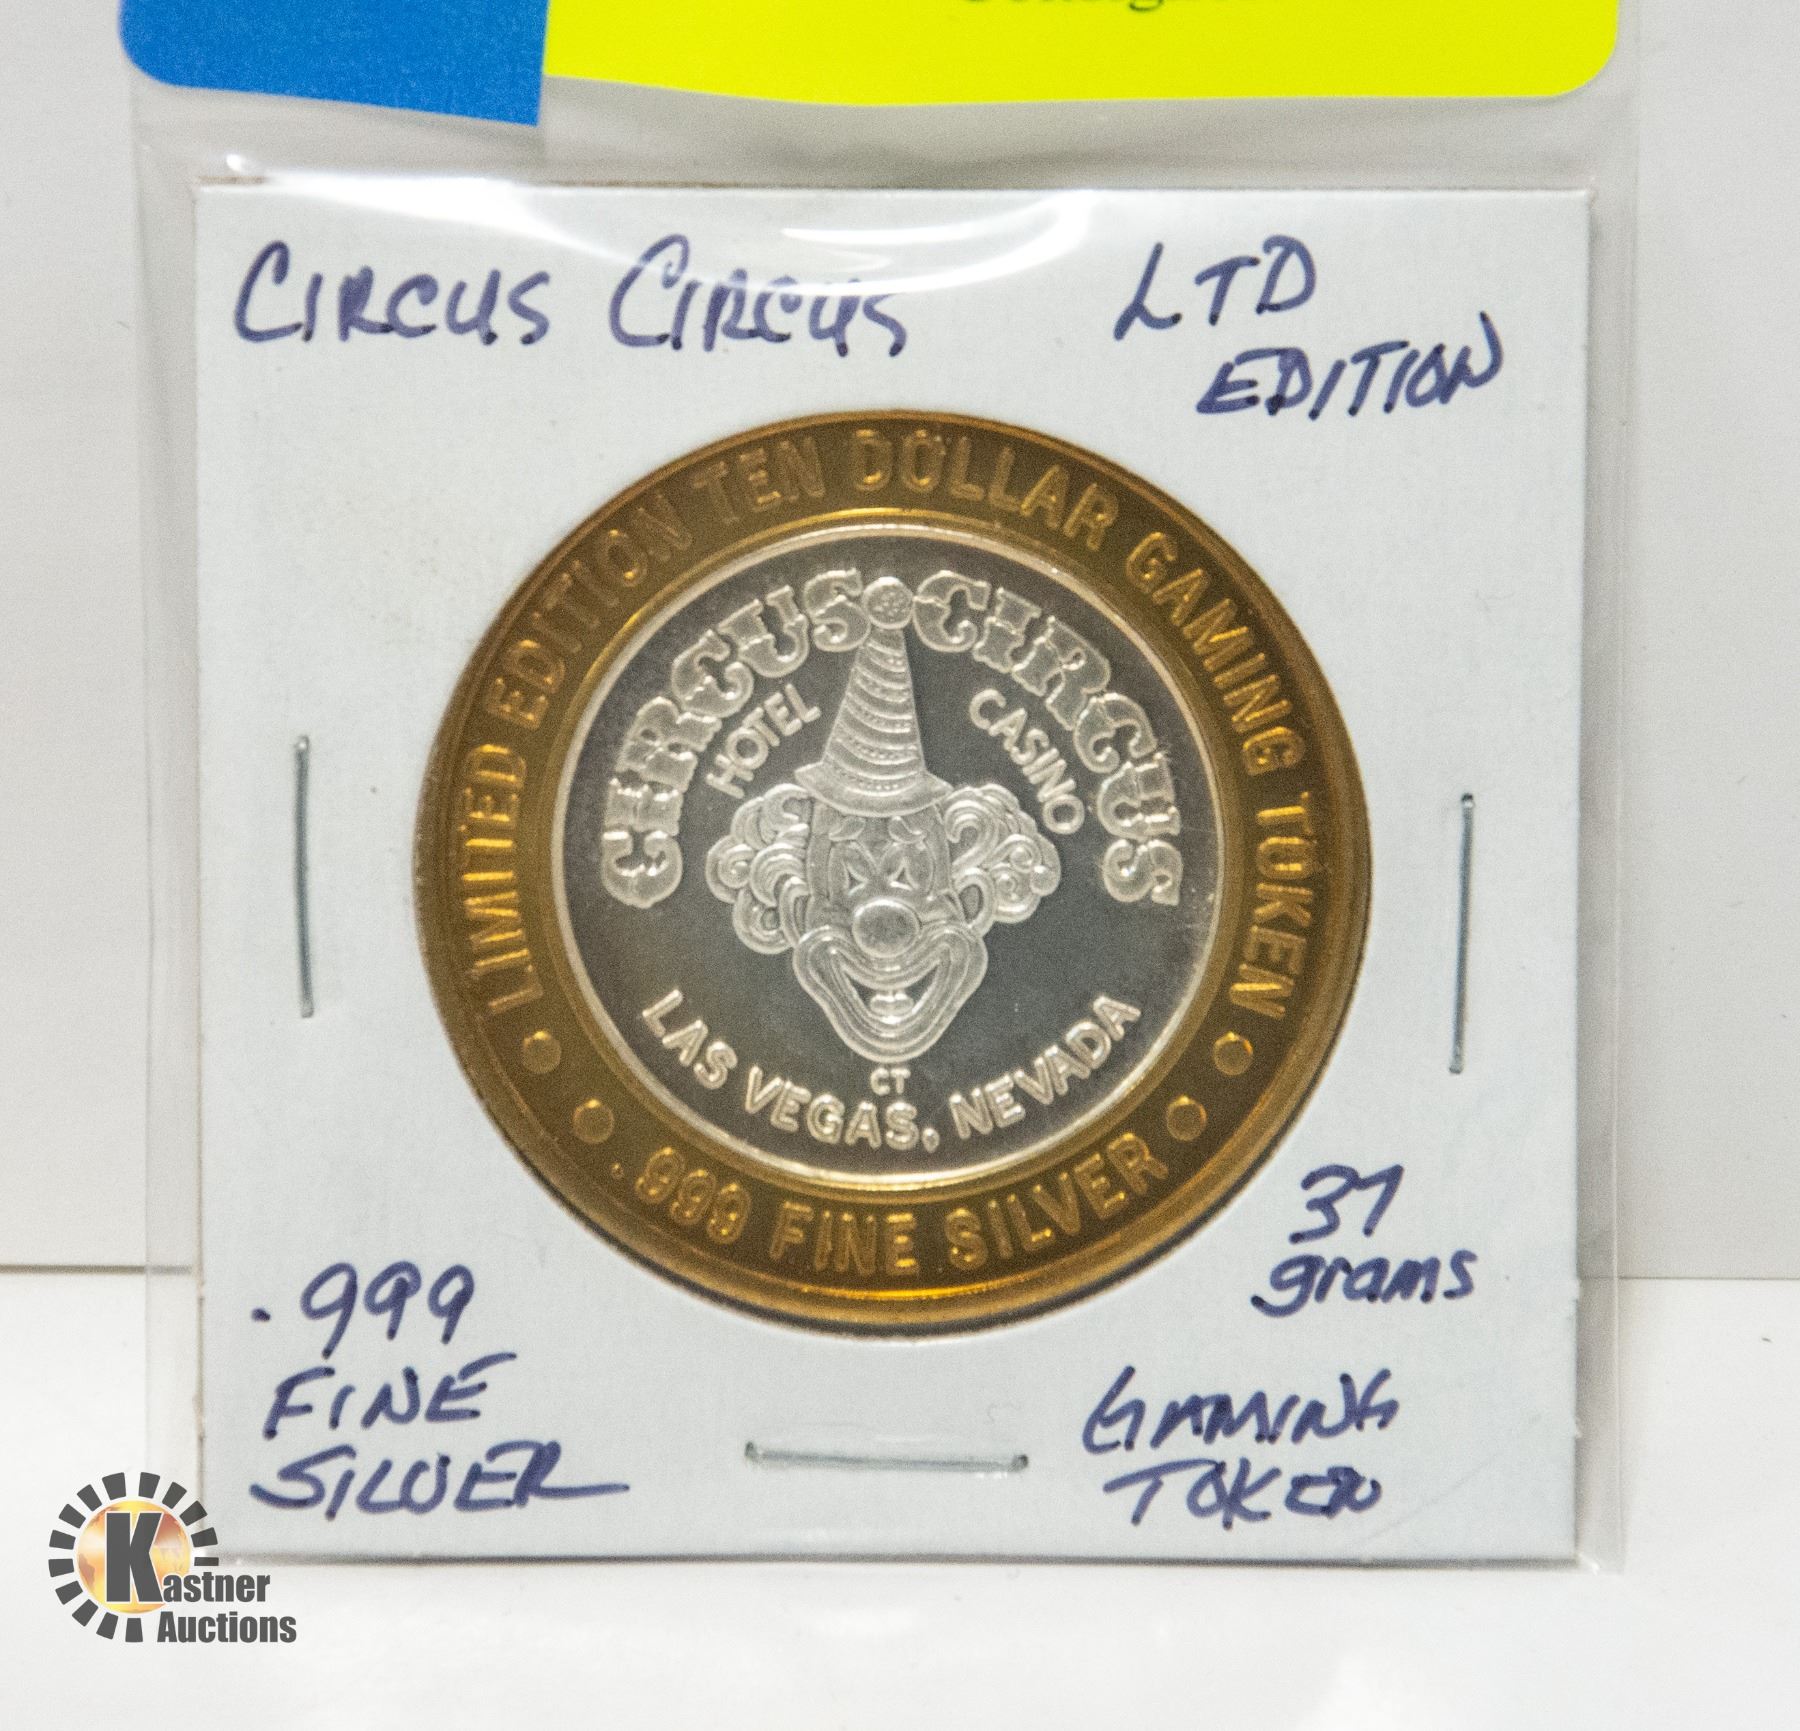 CIRCUS CIRCUS
LTD
EDITION
LIMITED EDITION TEN DOLLAR GAMING TOKEN
CIRCUS CIRCUS
HOTEL
CASINO
CT
LAS VEGAS, NEVADA
.999 FINE SILVER
37
grams
.999
FINE
SILVER
GAMING
TOKEN
Kastner
Auctions